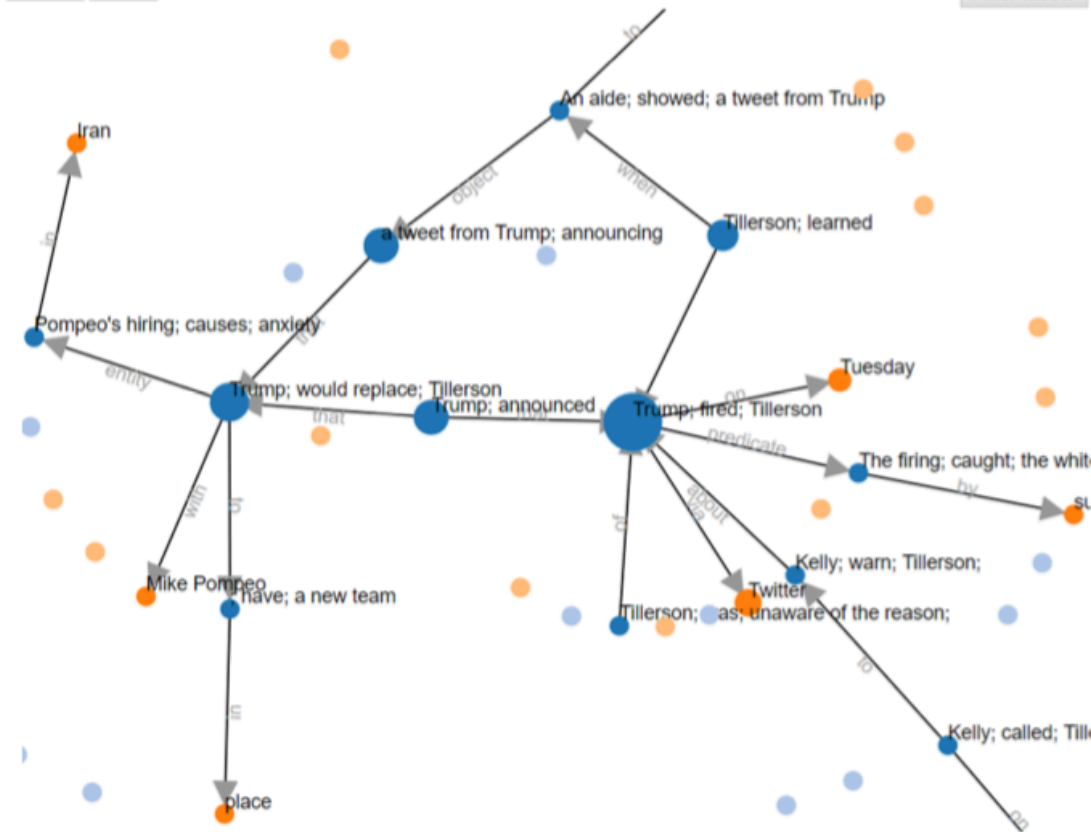 to
An aide; showed; a tweet from Trump
Iran
object
when
in
a tweet from Trump; announcing
Tillerson; learned
Pompeo's hiring; causes; anxiety
entity
Trump; would replace; Tillerson
that
Trump; announced
Trump; fired; Tillerson
on
Tuesday
predicate
The firing; caught; the
by
with
to
about
of
Mike Pompeo
have; a new team
Kelly; warn; Tillerson;
Twitter
Tillerson; unaware of the reason;
to
in
Kelly; called;
on
place